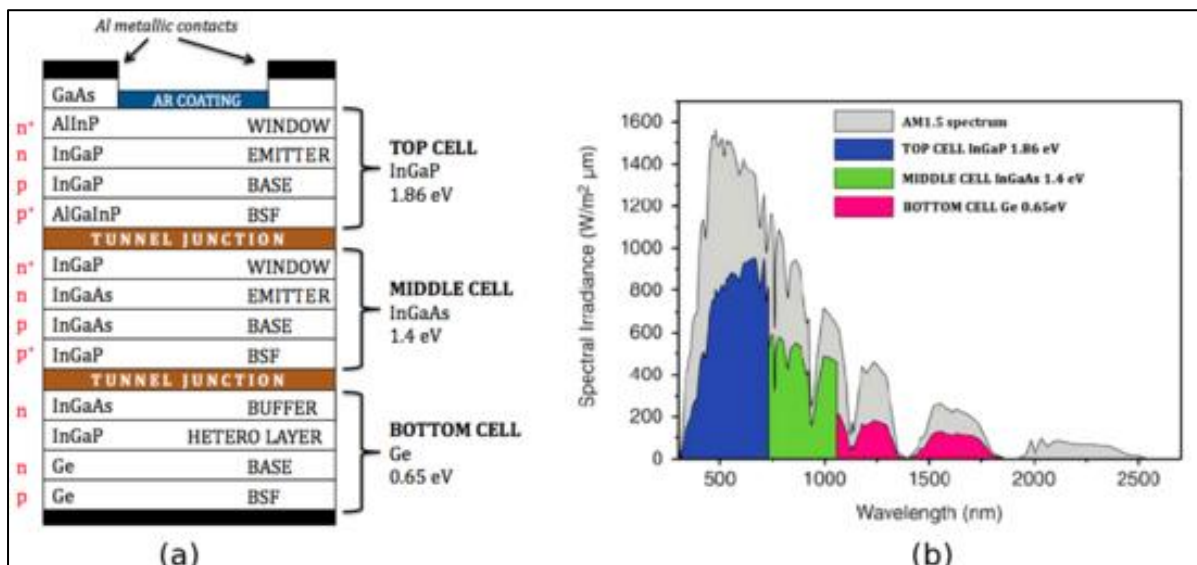 Al metallic contacts
GaAs
AR COATING
n⁺ AlInP WINDOW
n InGaP EMITTER
p InGaP BASE
p⁺ AlGaInP BSF
TOP CELL
InGaP
1.86 eV
TUNNEL JUNCTION
n⁺ InGaP WINDOW
n InGaAs EMITTER
p InGaAs BASE
p⁺ InGaP BSF
MIDDLE CELL
InGaAs
1.4 eV
TUNNEL JUNCTION
n InGaAs BUFFER
InGaP HETERO LAYER
n Ge BASE
p Ge BSF
BOTTOM CELL
Ge
0.65 eV
(a)
Spectral Irradiance (W/m² μm)
1600
1400
1200
1000
800
600
400
200
0
AM1.5 spectrum
TOP CELL InGaP 1.86 eV
MIDDLE CELL InGaAs 1.4 eV
BOTTOM CELL Ge 0.65eV
500 1000 1500 2000 2500
Wavelength (nm)
(b)